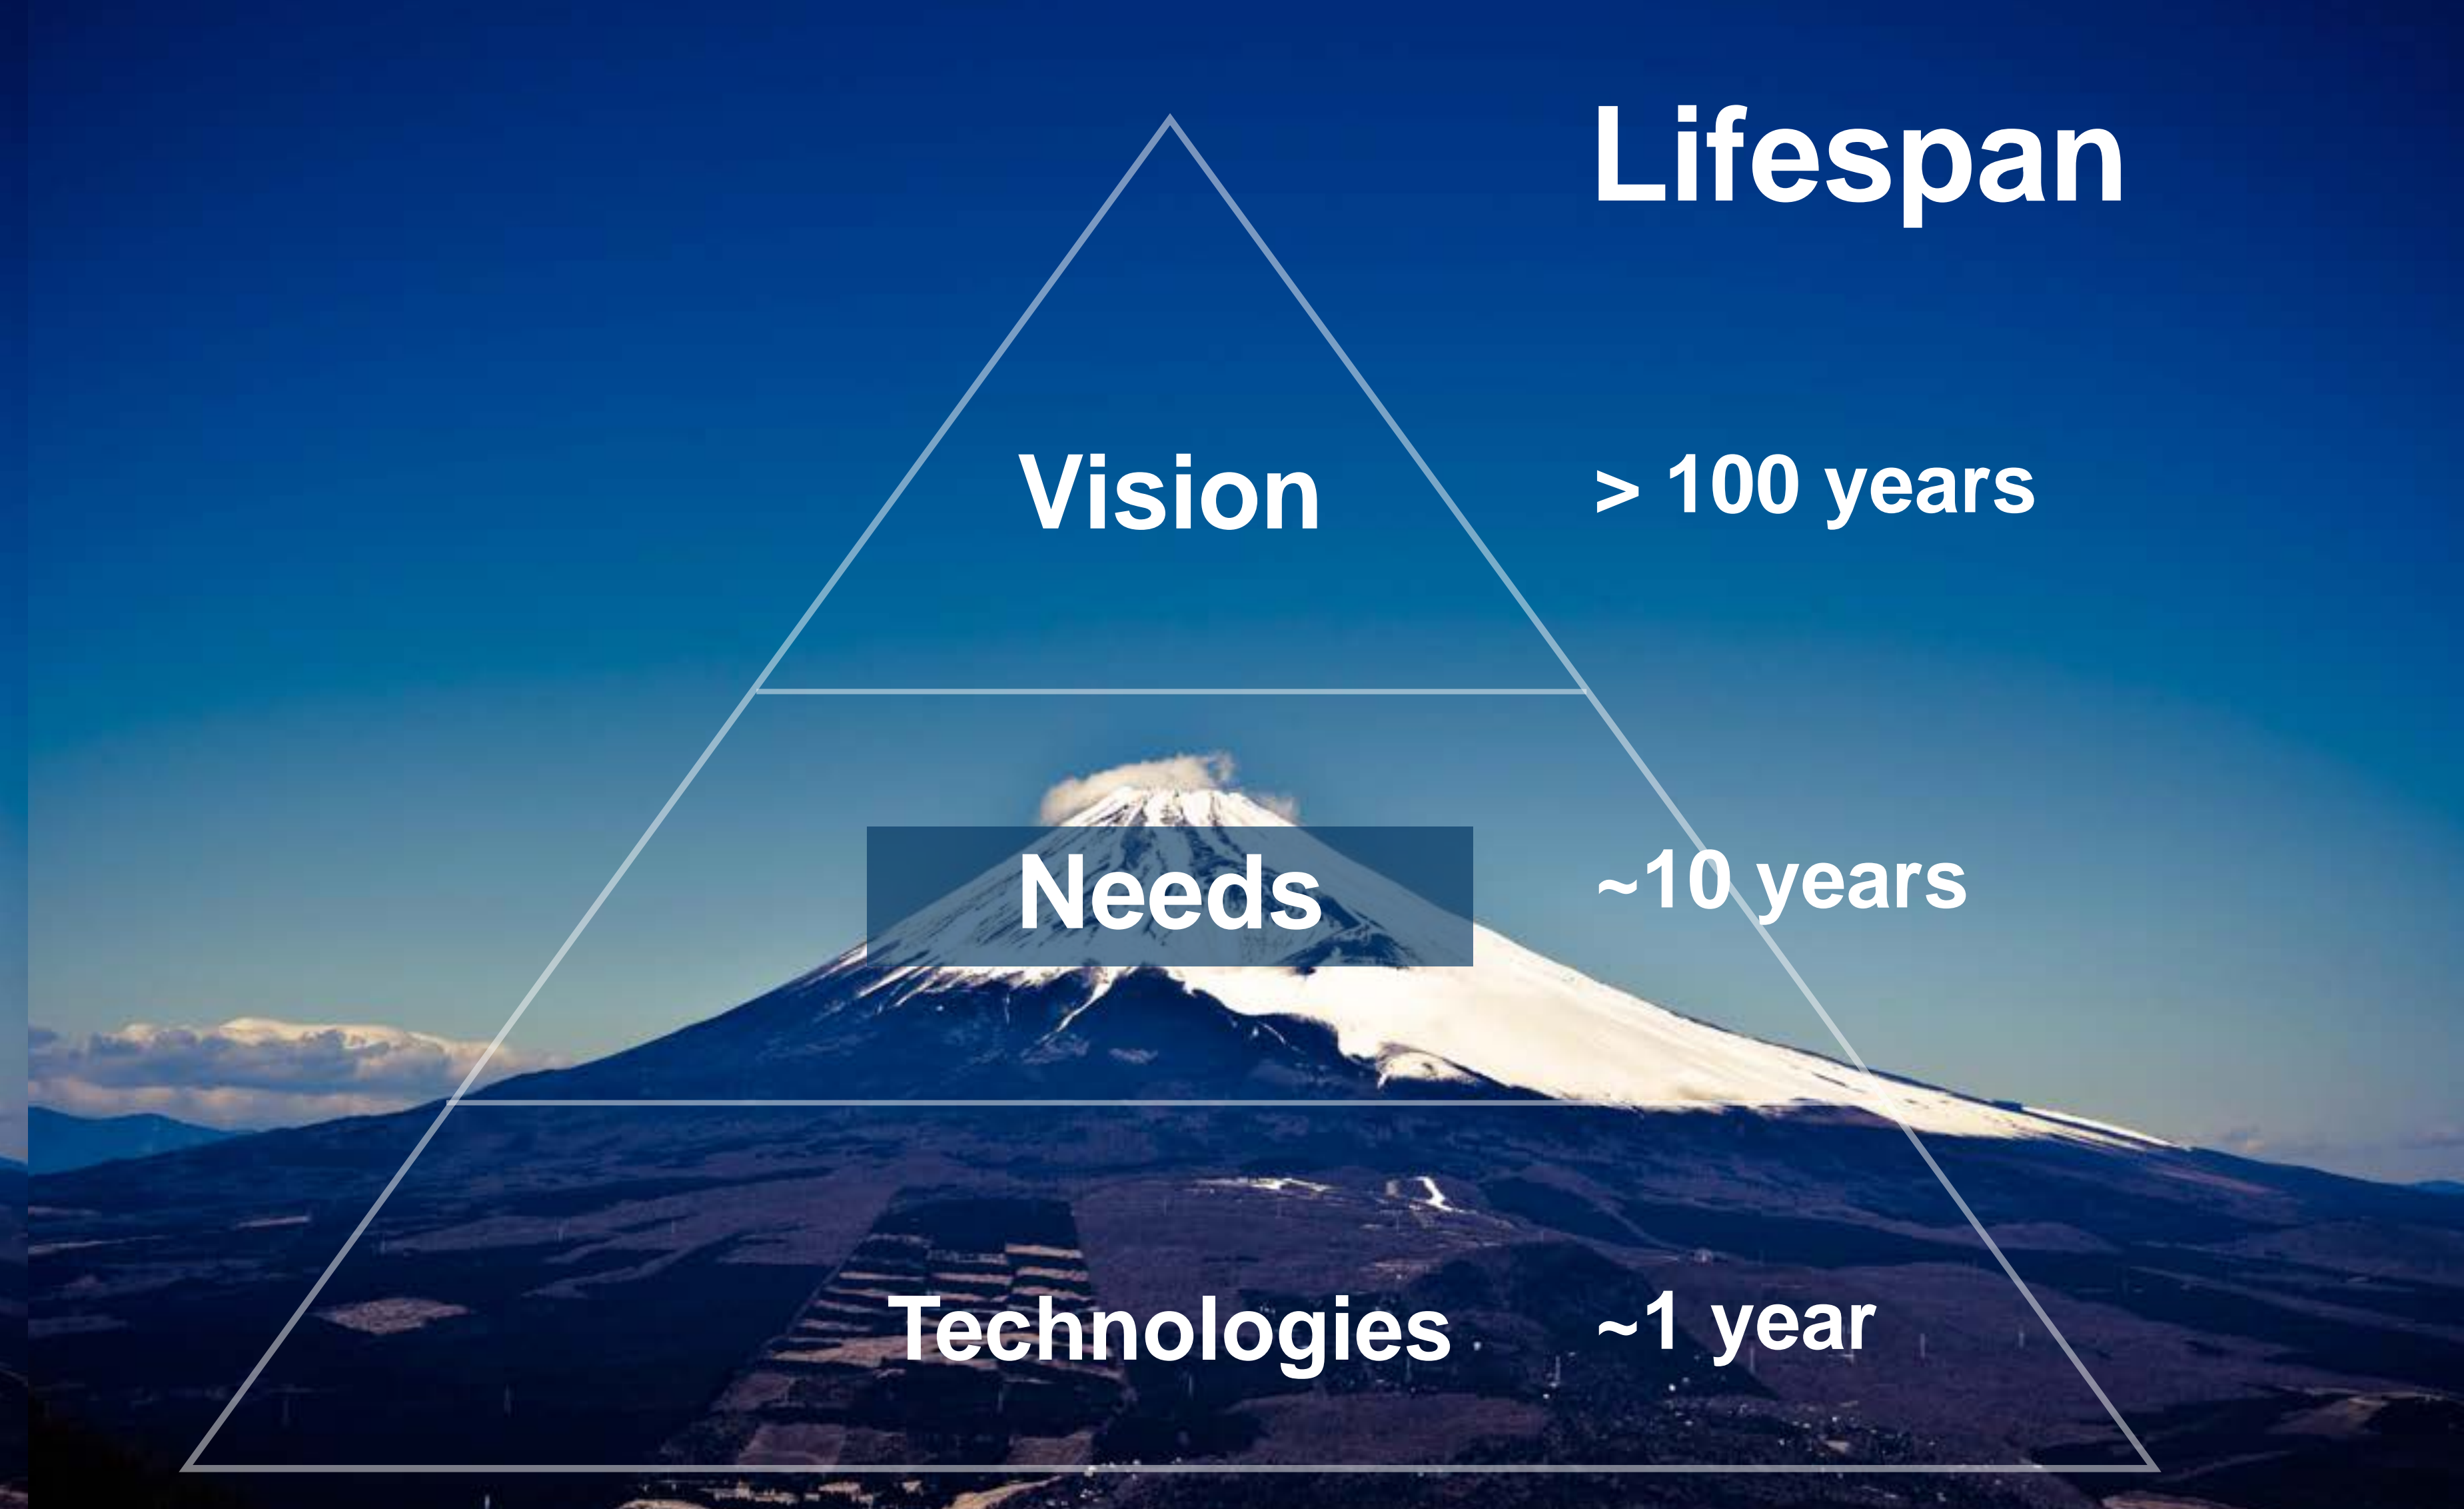 Lifespan
Vision
> 100 years
Needs
~10 years
Technologies
~1 year